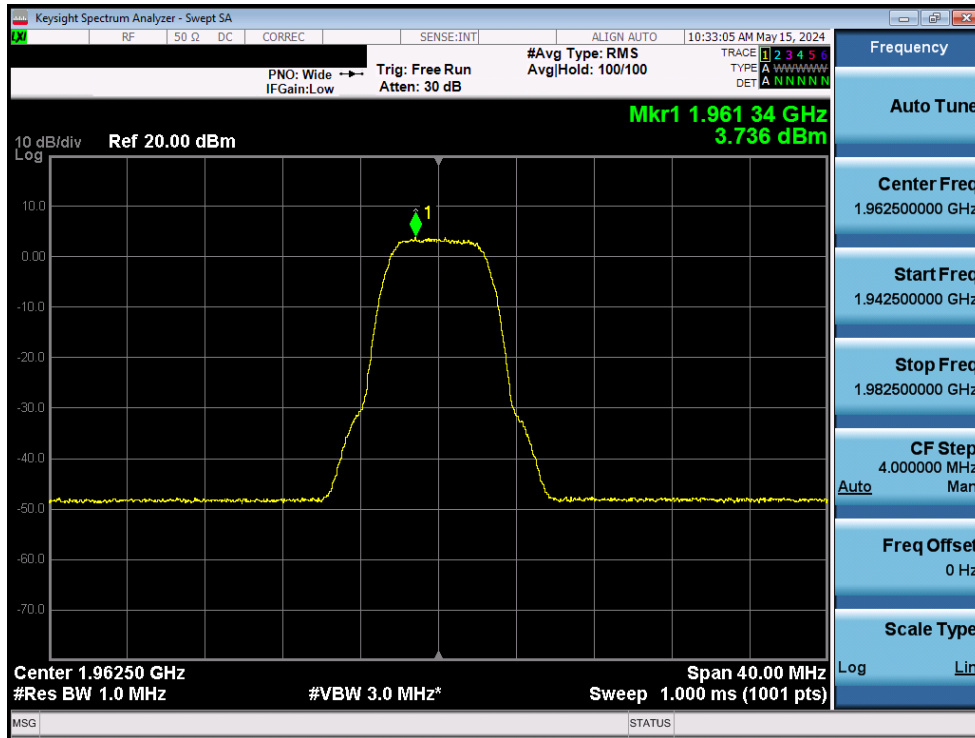 Keysight Spectrum Analyzer - Swept SA
LXI RF 50 Ω DC CORREC SENSE:INT ALIGN AUTO 10:33:05 AM May 15, 2024
PNO: Wide
IFGain:Low
Trig: Free Run
Atten: 30 dB
#Avg Type: RMS
Avg|Hold: 100/100
TRACE 1 2 3 4 5 6
TYPE A WWWWW
DET A N N N N N
Mkr1 1.961 34 GHz
3.736 dBm
10 dB/div Ref 20.00 dBm
Log
1
10.0
0.00
-10.0
-20.0
-30.0
-40.0
-50.0
-60.0
-70.0
Center 1.96250 GHz Span 40.00 MHz
#Res BW 1.0 MHz #VBW 3.0 MHz* Sweep 1.000 ms (1001 pts)
MSG STATUS
Frequency
Auto Tune
Center Freq
1.962500000 GHz
Start Freq
1.942500000 GHz
Stop Freq
1.982500000 GHz
CF Step
4.000000 MHz
Auto Man
Freq Offset
0 Hz
Scale Type
Log Lin